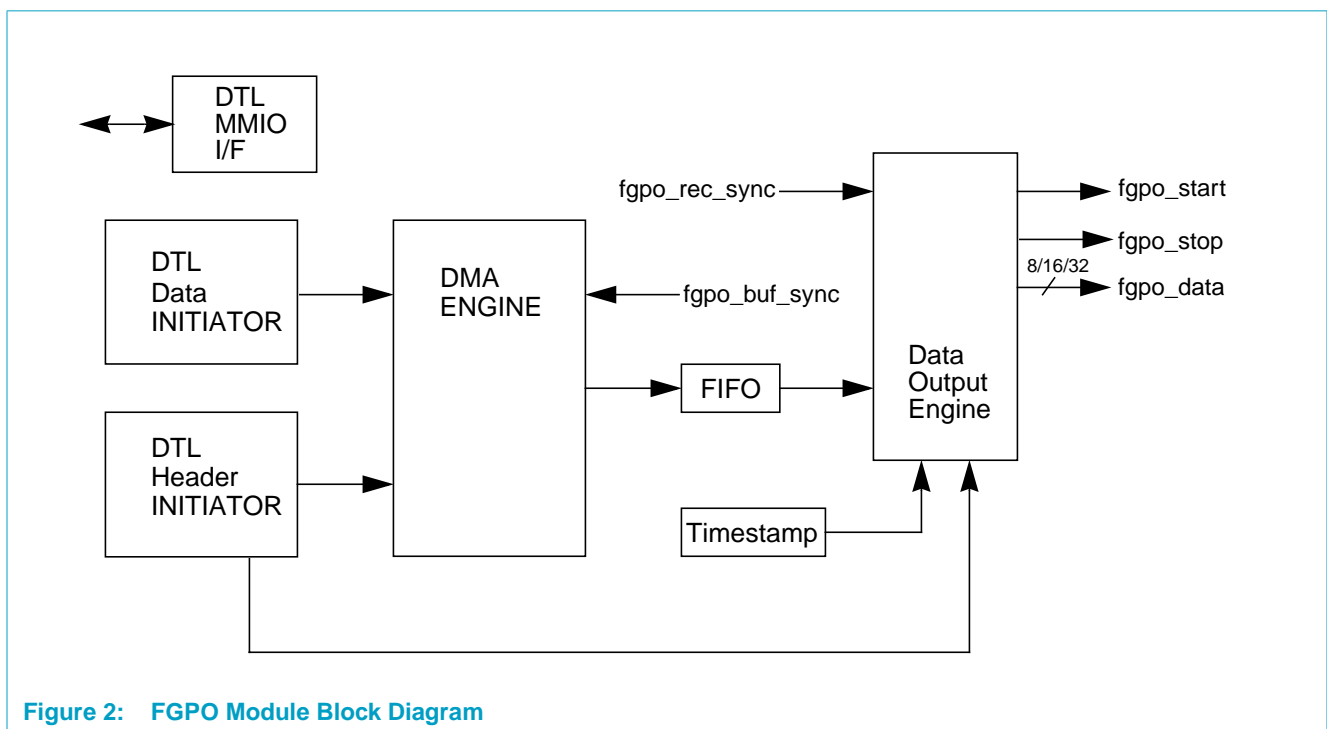 DTL
MMIO
I/F
fgpo_rec_sync
fgpo_start
fgpo_stop
8/16/32
fgpo_data
DTL
Data
INITIATOR
DMA
ENGINE
fgpo_buf_sync
FIFO
Data
Output
Engine
DTL
Header
INITIATOR
Timestamp
Figure 2: FGPO Module Block Diagram